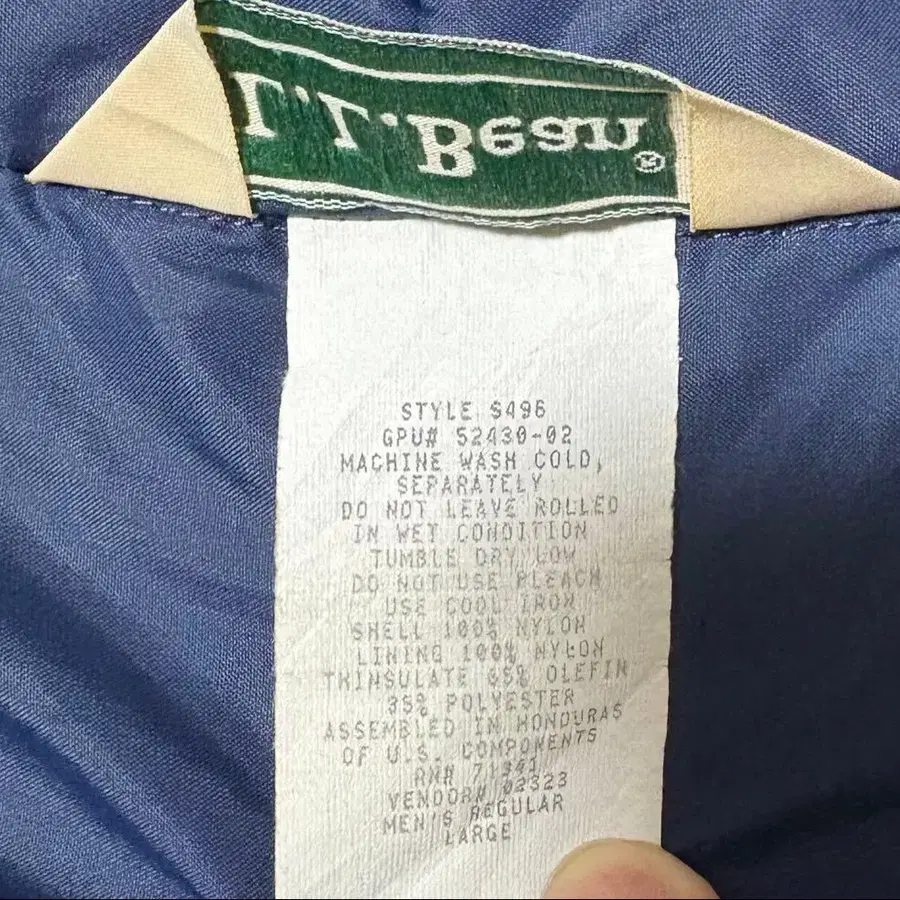 L.L.Bean®
STYLE S496
GPU# 52430-02
MACHINE WASH COLD,
SEPARATELY
DO NOT LEAVE ROLLED
IN WET CONDITION
TUMBLE DRY LOW
DO NOT USE BLEACH
USE COOL IRON
SHELL 100% NYLON
LINING 100% NYLON
THINSULATE 65% OLEFIN
35% POLYESTER
ASSEMBLED IN HONDURAS
OF U.S. COMPONENTS
RN# 71341
VENDOR# 02323
MEN'S REGULAR
LARGE